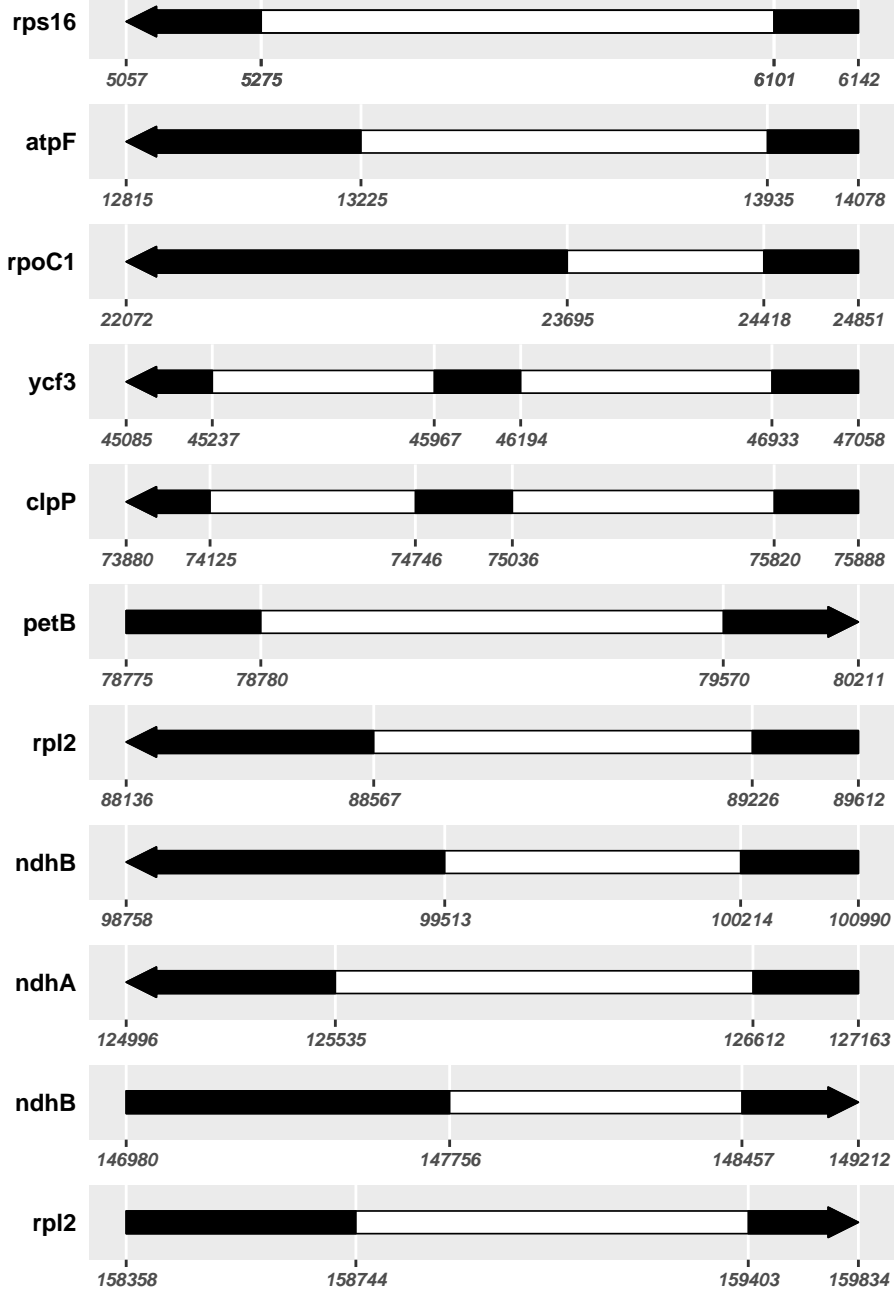 rps16
5057 5275 6101 6142
atpF
12815 13225 13935 14078
rpoC1
22072 23695 24418 24851
ycf3
45085 45237 45967 46194 46933 47058
clpP
73880 74125 74746 75036 75820 75888
petB
78775 78780 79570 80211
rpl2
88136 88567 89226 89612
ndhB
98758 99513 100214 100990
ndhA
124996 125535 126612 127163
ndhB
146980 147756 148457 149212
rpl2
158358 158744 159403 159834